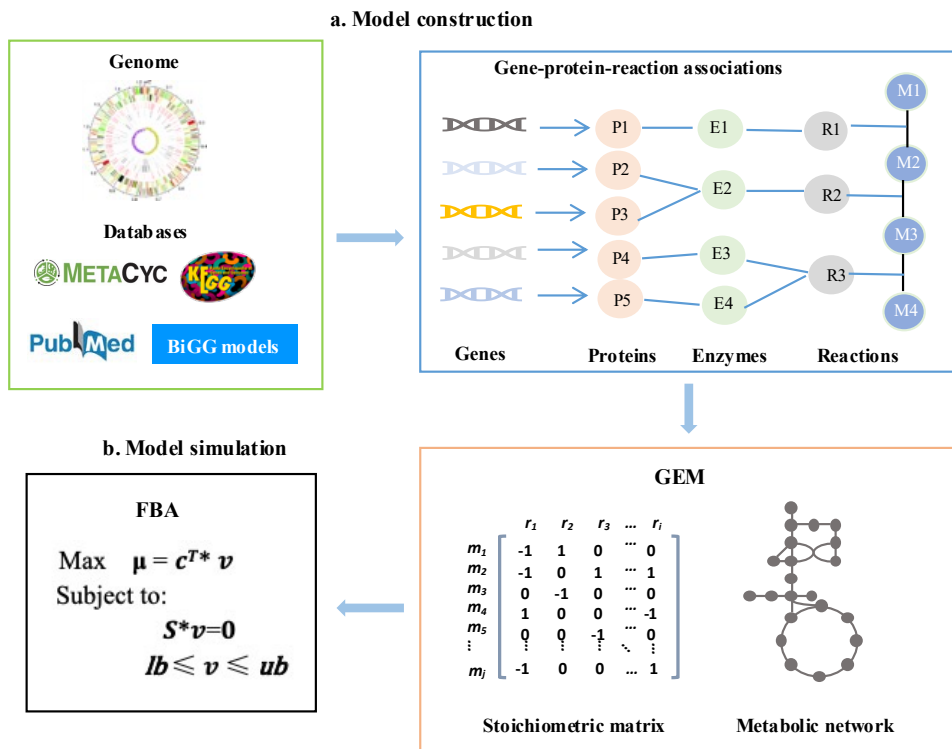 a. Model construction
Genome
Databases
METACYC
KEGG
PubMed
BiGG models
Gene-protein-reaction associations
M1
P1 E1 R1
M2
P2
E2 R2
P3
M3
P4 E3
R3
P5 E4
M4
Genes Proteins Enzymes Reactions
b. Model simulation
FBA
Max μ = c^T* v
Subject to:
S*v=0
lb ≤ v ≤ ub
GEM
r1 r2 r3 ... ri
m1 -1 1 0 ... 0
m2 -1 0 1 ... 1
m3 0 -1 0 ... 0
m4 1 0 0 ... -1
m5 0 0 -1 ... 0
⋮ ⋮ ⋮ ⋮ ⋱ ⋮
mj -1 0 0 ... 1
Stoichiometric matrix Metabolic network